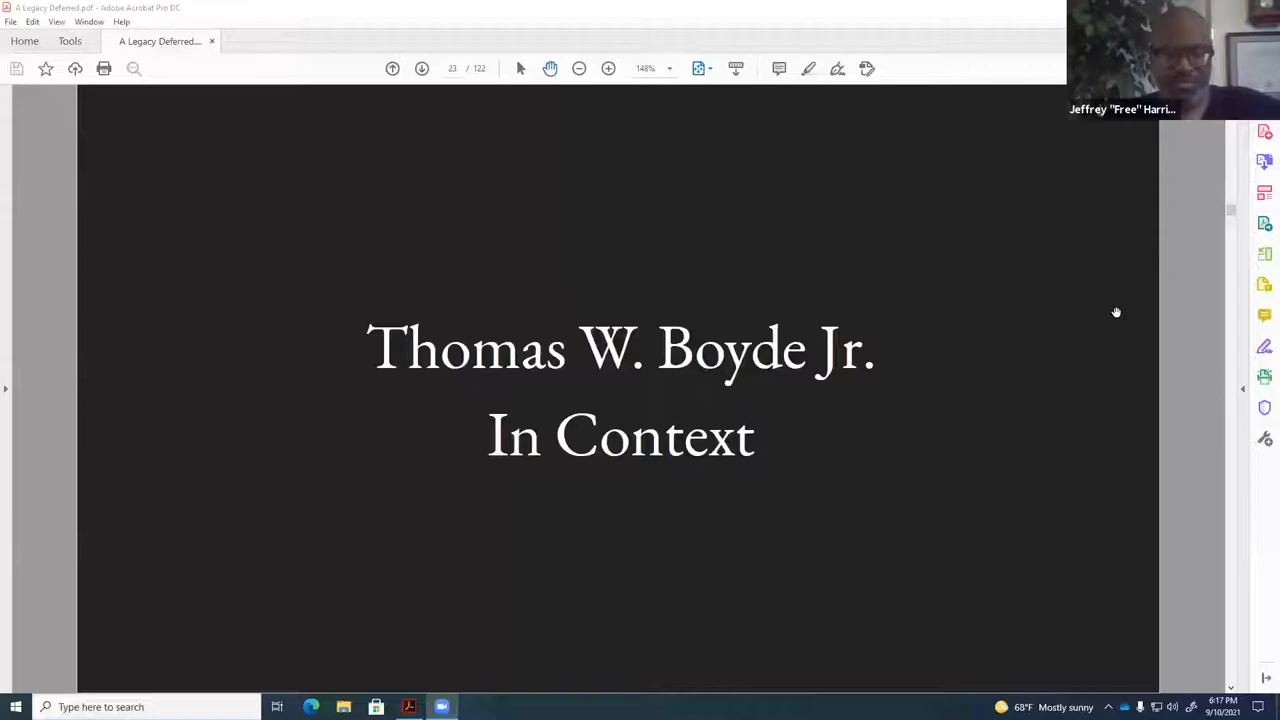 A Legacy Deferred.pdf - Adobe Acrobat Pro DC
File Edit View Window Help
Home Tools A Legacy Deferred.... ×
23 / 122 148%
Jeffrey "Free" Harri...
Thomas W. Boyde Jr.
In Context
Type here to search
68°F Mostly sunny
6:17 PM
9/10/2021